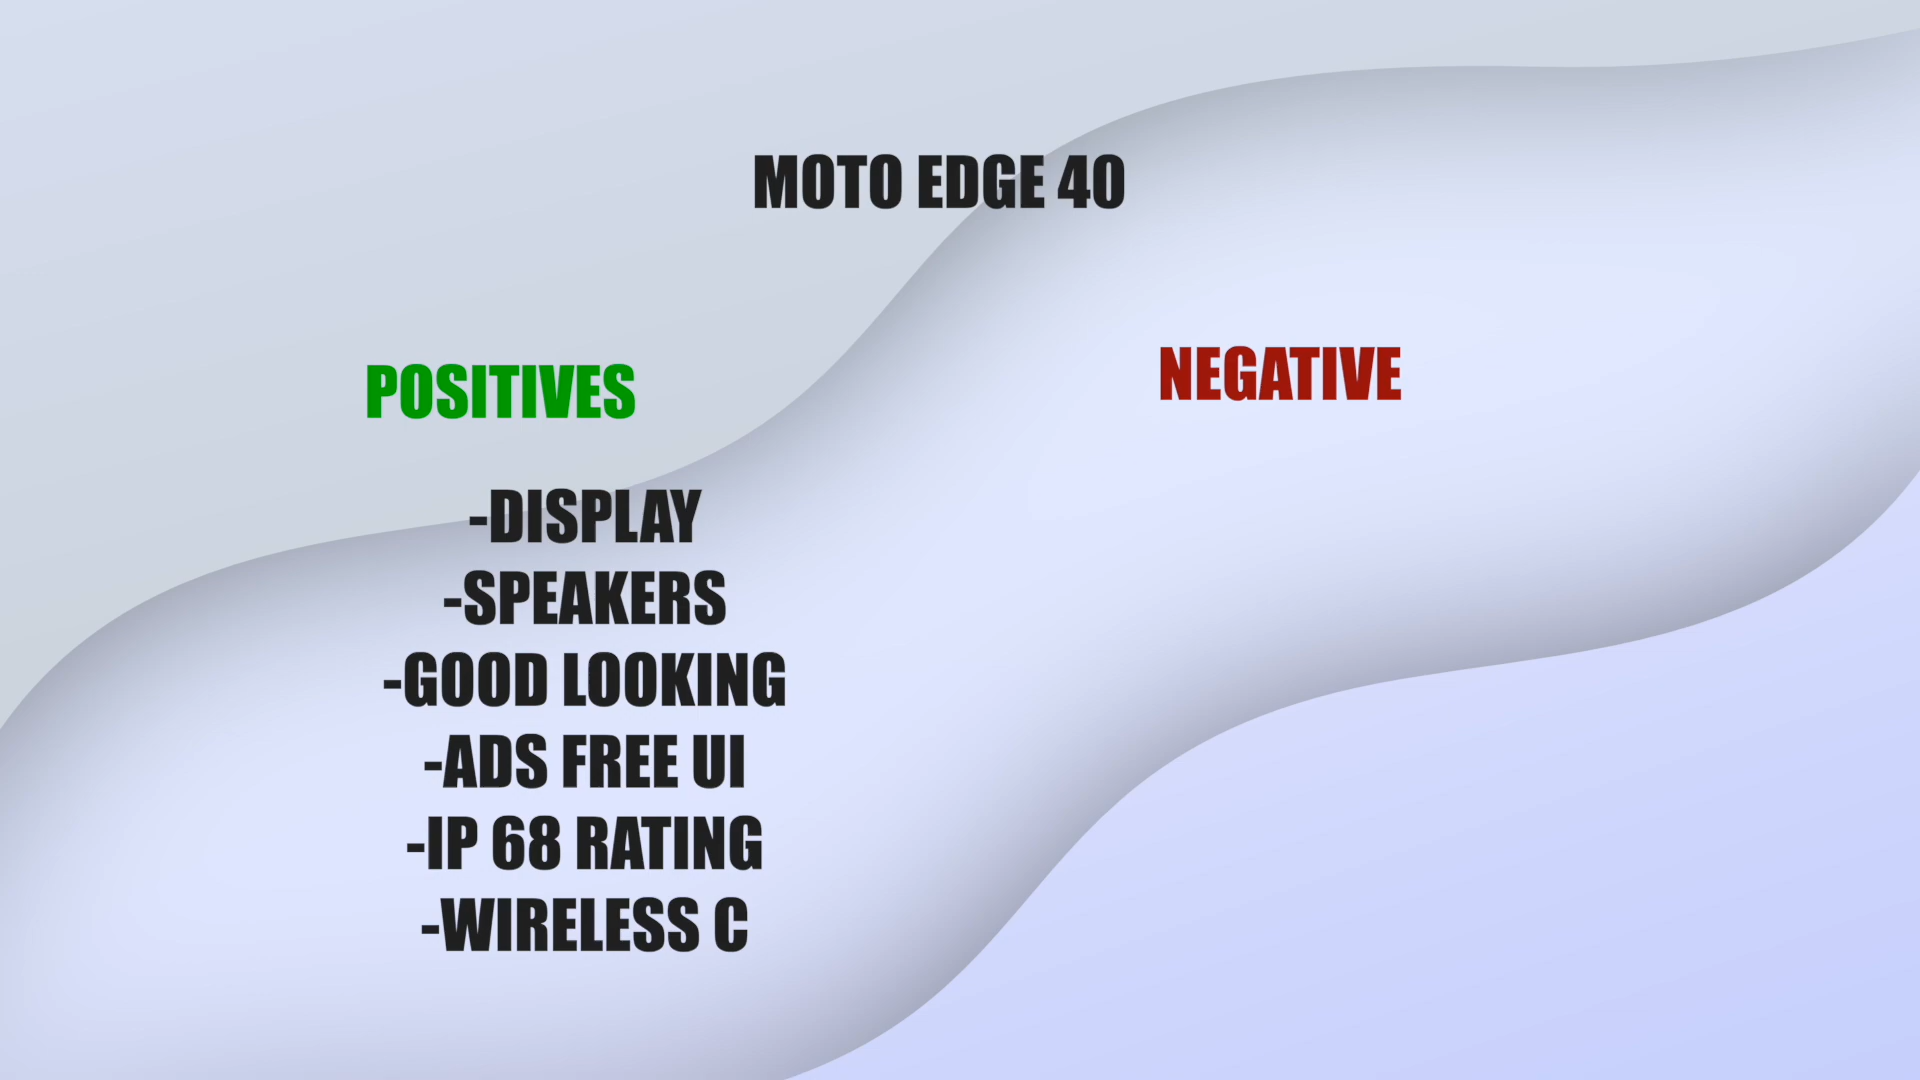 MOTO EDGE 40
POSITIVES
-DISPLAY
-SPEAKERS
-GOOD LOOKING
-ADS FREE UI
-IP 68 RATING
-WIRELESS C
NEGATIVE